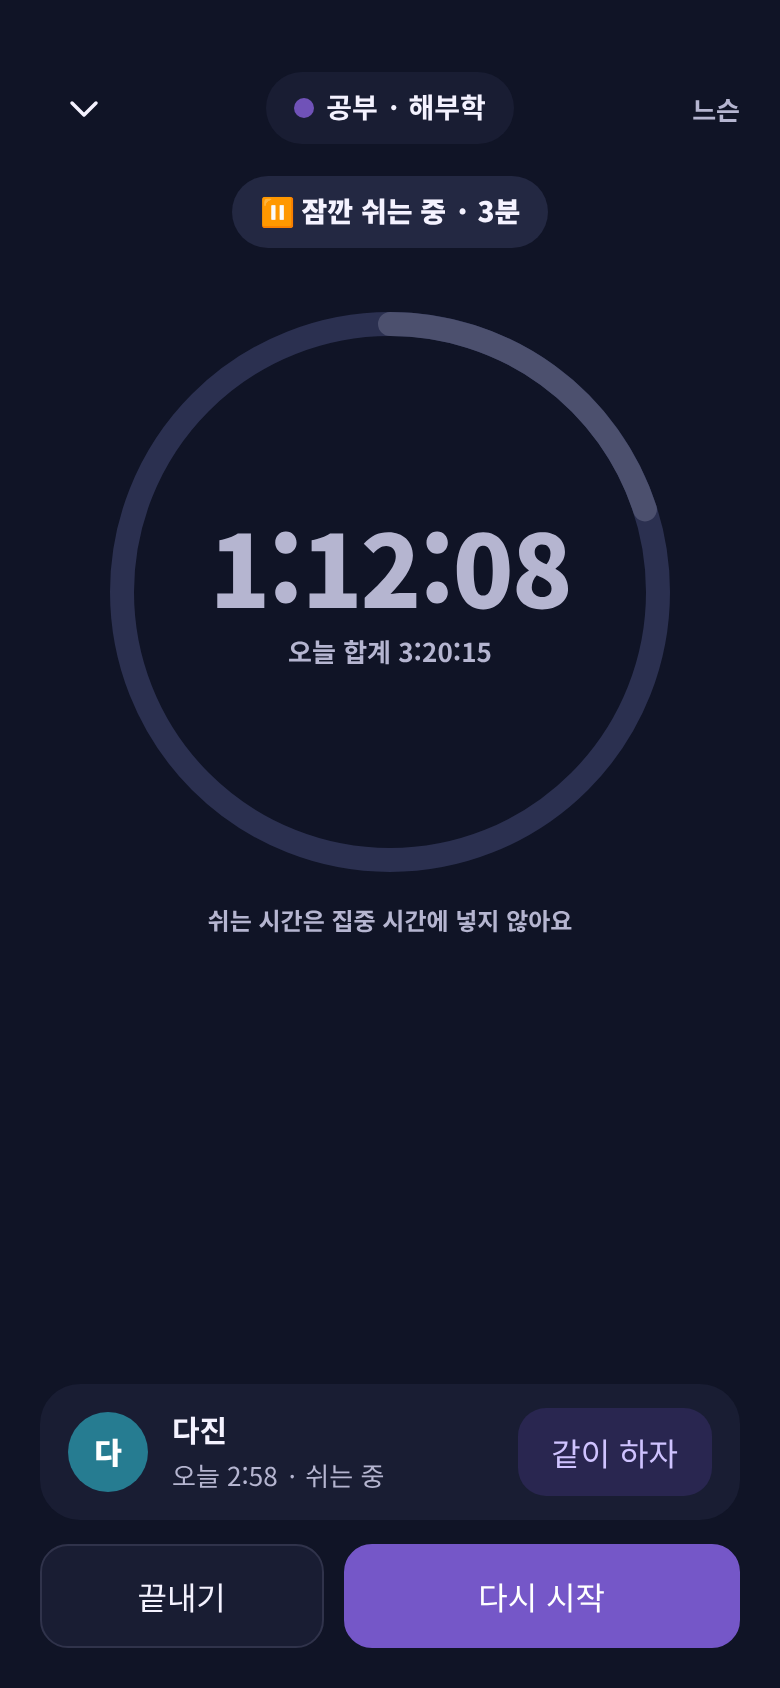 공부 · 해부학
느슨
⏸️ 잠깐 쉬는 중 · 3분
1:12:08
오늘 합계 3:20:15
쉬는 시간은 집중 시간에 넣지 않아요
다
다진
오늘 2:58 · 쉬는 중
같이 하자
끝내기
다시 시작